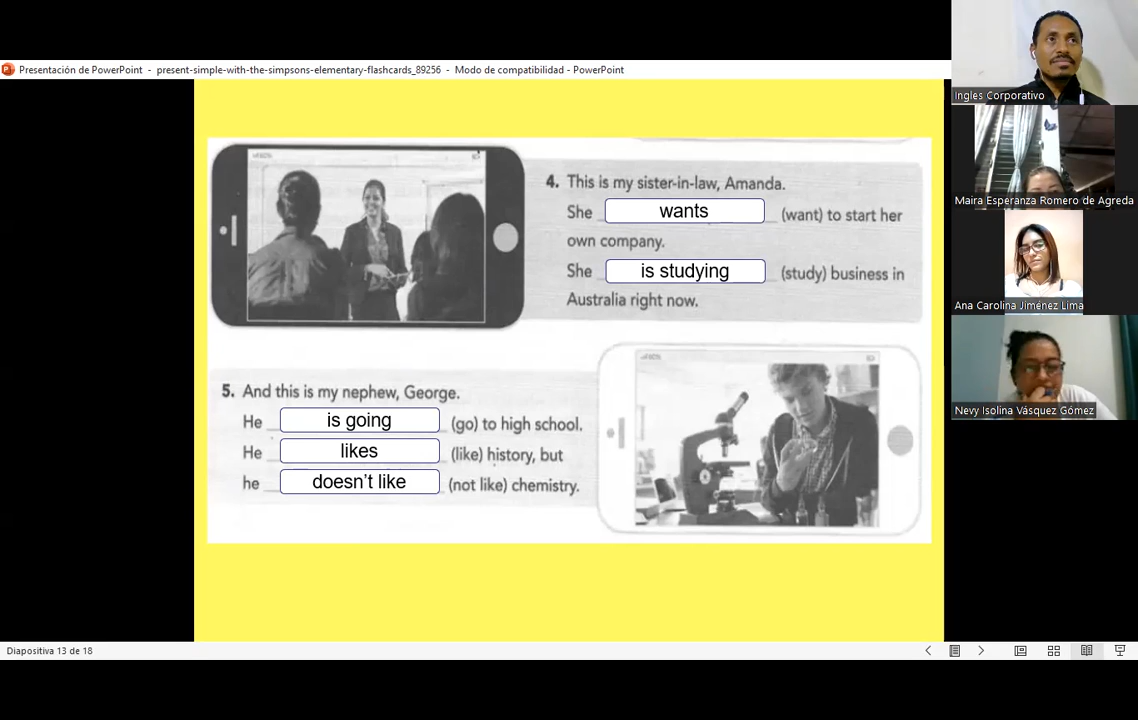 Presentación de PowerPoint - present-simple-with-the-simpsons-elementary-flashcards_89256 - Modo de compatibilidad - PowerPoint
4. This is my sister-in-law, Amanda.
She wants (want) to start her
own company.
She is studying (study) business in
Australia right now.
5. And this is my nephew, George.
He is going (go) to high school.
He likes (like) history, but
he doesn't like (not like) chemistry.
Diapositiva 13 de 18
Ingles Corporativo
Maira Esperanza Romero de Agreda
Ana Carolina Jiménez Lima
Nevy Isolina Vásquez Gómez